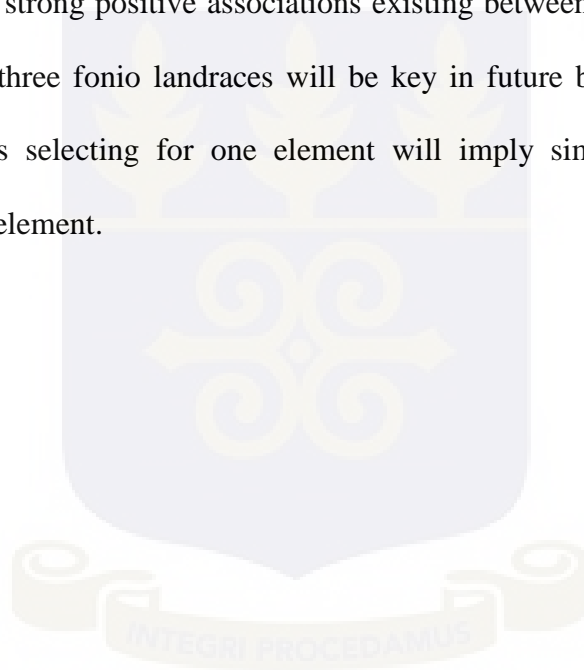 strong positive associations existing between
three fonio landraces will be key in future b
s selecting for one element will imply sin
element.
INTEGRI PROCEDAMUS